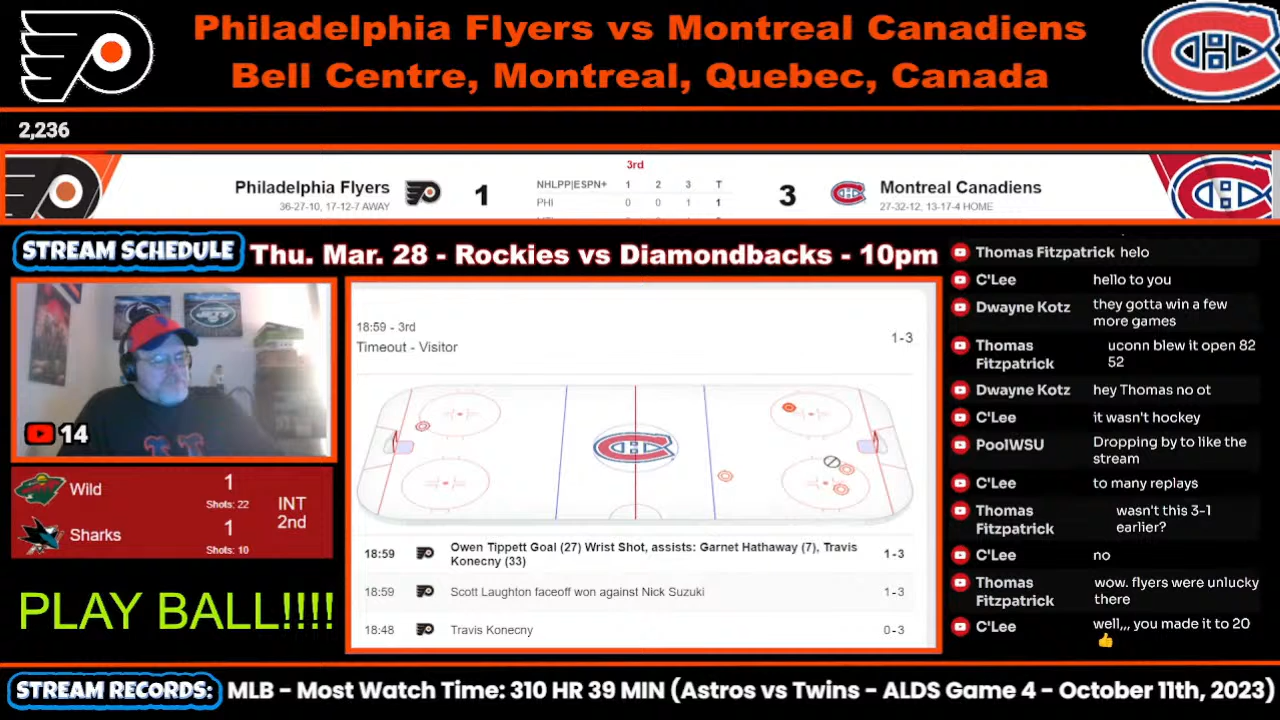 Philadelphia Flyers vs Montreal Canadiens
Bell Centre, Montreal, Quebec, Canada
2,236
3rd
Philadelphia Flyers
36-27-10, 17-12-7 AWAY
1
NHLPP|ESPN+ 1 2 3 T
PHI 0 0 1 1
3
Montreal Canadiens
27-32-12, 13-17-4 HOME
STREAM SCHEDULE
Thu. Mar. 28 - Rockies vs Diamondbacks - 10pm
JETS
14
Wild 1
Shots: 22
INT
2nd
Sharks 1
Shots: 10
PLAY BALL!!!!
18:59 - 3rd
Timeout - Visitor
1-3
18:59 Owen Tippett Goal (27) Wrist Shot, assists: Garnet Hathaway (7), Travis 1-3
Konecny (33)
18:59 Scott Laughton faceoff won against Nick Suzuki 1-3
18:48 Travis Konecny 0-3
Thomas Fitzpatrick helo
C'Lee hello to you
Dwayne Kotz they gotta win a few
more games
Thomas Fitzpatrick uconn blew it open 82
52
Dwayne Kotz hey Thomas no ot
C'Lee it wasn't hockey
PoolWSU Dropping by to like the
stream
C'Lee to many replays
Thomas Fitzpatrick wasn't this 3-1
earlier?
C'Lee no
Thomas Fitzpatrick wow. flyers were unlucky
there
C'Lee well,,, you made it to 20
👍
STREAM RECORDS:
MLB - Most Watch Time: 310 HR 39 MIN (Astros vs Twins - ALDS Game 4 - October 11th, 2023)